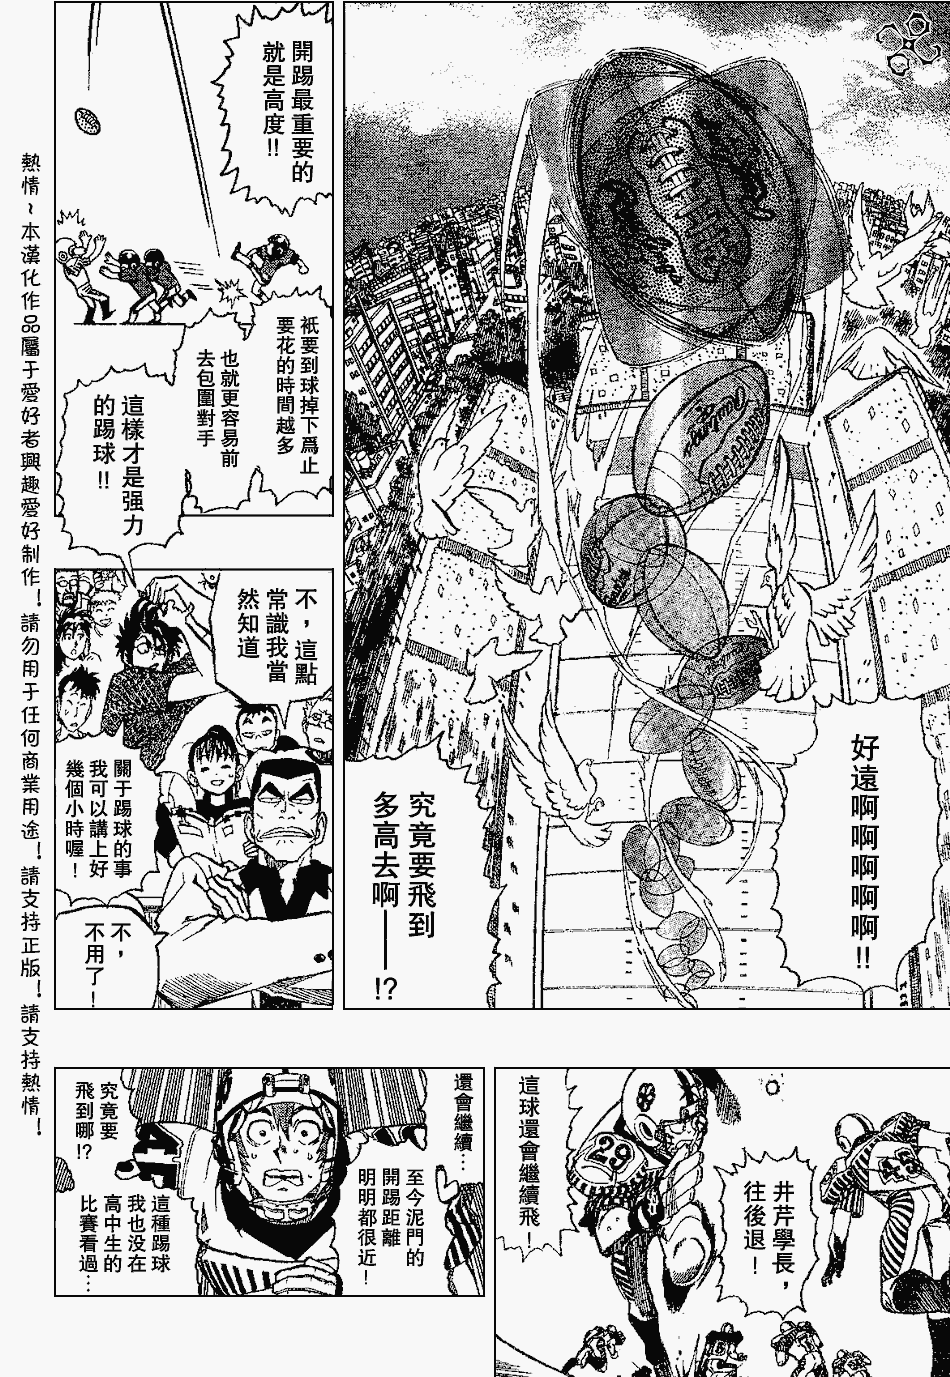 好遠啊啊啊啊啊!!
究竟要飛到
多高去啊——!?
開踢最重要的
就是高度!!
祇要到球掉下爲止
要花的時間越多
也就更容易前
去包圍對手
這樣才是强力
的踢球!!
不，這點
常識我當
然知道
關于踢球的事
我可以講上好
幾個小時喔！
不，
不用了！
井芹學長，
往後退！
這球還會繼續飛！
29
還會繼續…
至今泥門的
開踢距離
明明都很近！
究竟要
飛到哪!?
這種踢球
我也没在
高中生的
比賽看過…
熱情～本漢化作品屬于愛好者興趣愛好制作！請勿用于任何商業用途！請支持正版！請支持熱情！